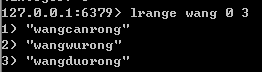 127.0.0.1:6379> lrange wang 0 3
1) "wangcanrong"
2) "wangwurong"
3) "wangduorong"